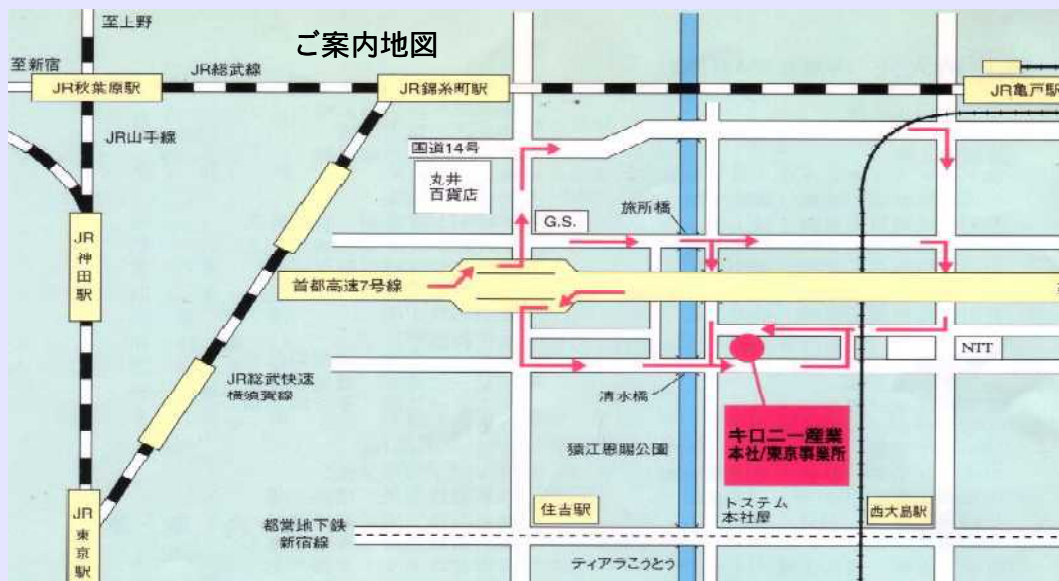 ご案内地図
至上野
至新宿
JR総武線
JR秋葉原駅
JR錦糸町駅
JR亀戸駅
JR山手線
国道14号
丸井
百貨店
G.S.
旅所橋
JR
神
田
駅
首都高速7号線
NTT
JR総武快速
横須賀線
清水橋
キロニー産業
本社/東京事業所
猿江恩賜公園
トステム
本社屋
住吉駅
西大島駅
JR
東
京
駅
都営地下鉄
新宿線
ティアラこうとう